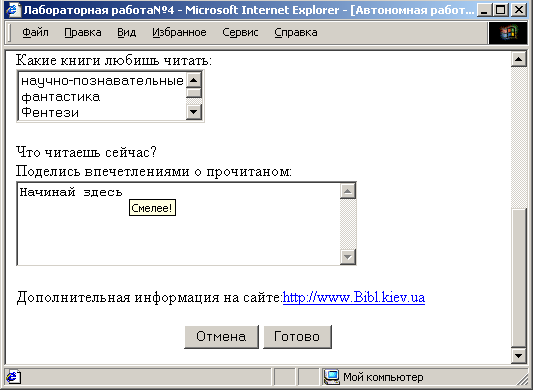 Лабораторная работа№4 - Microsoft Internet Explorer - [Автономная работ...
Файл Правка Вид Избранное Сервис Справка
Какие книги любишь читать:
научно-познавательные
фантастика
Фентези
Что читаешь сейчас?
Поделись впечетлениями о прочитаном:
Начинай здесь
Смелее!
Дополнительная информация на сайте:http://www.Bibl.kiev.ua
Отмена Готово
Мой компьютер